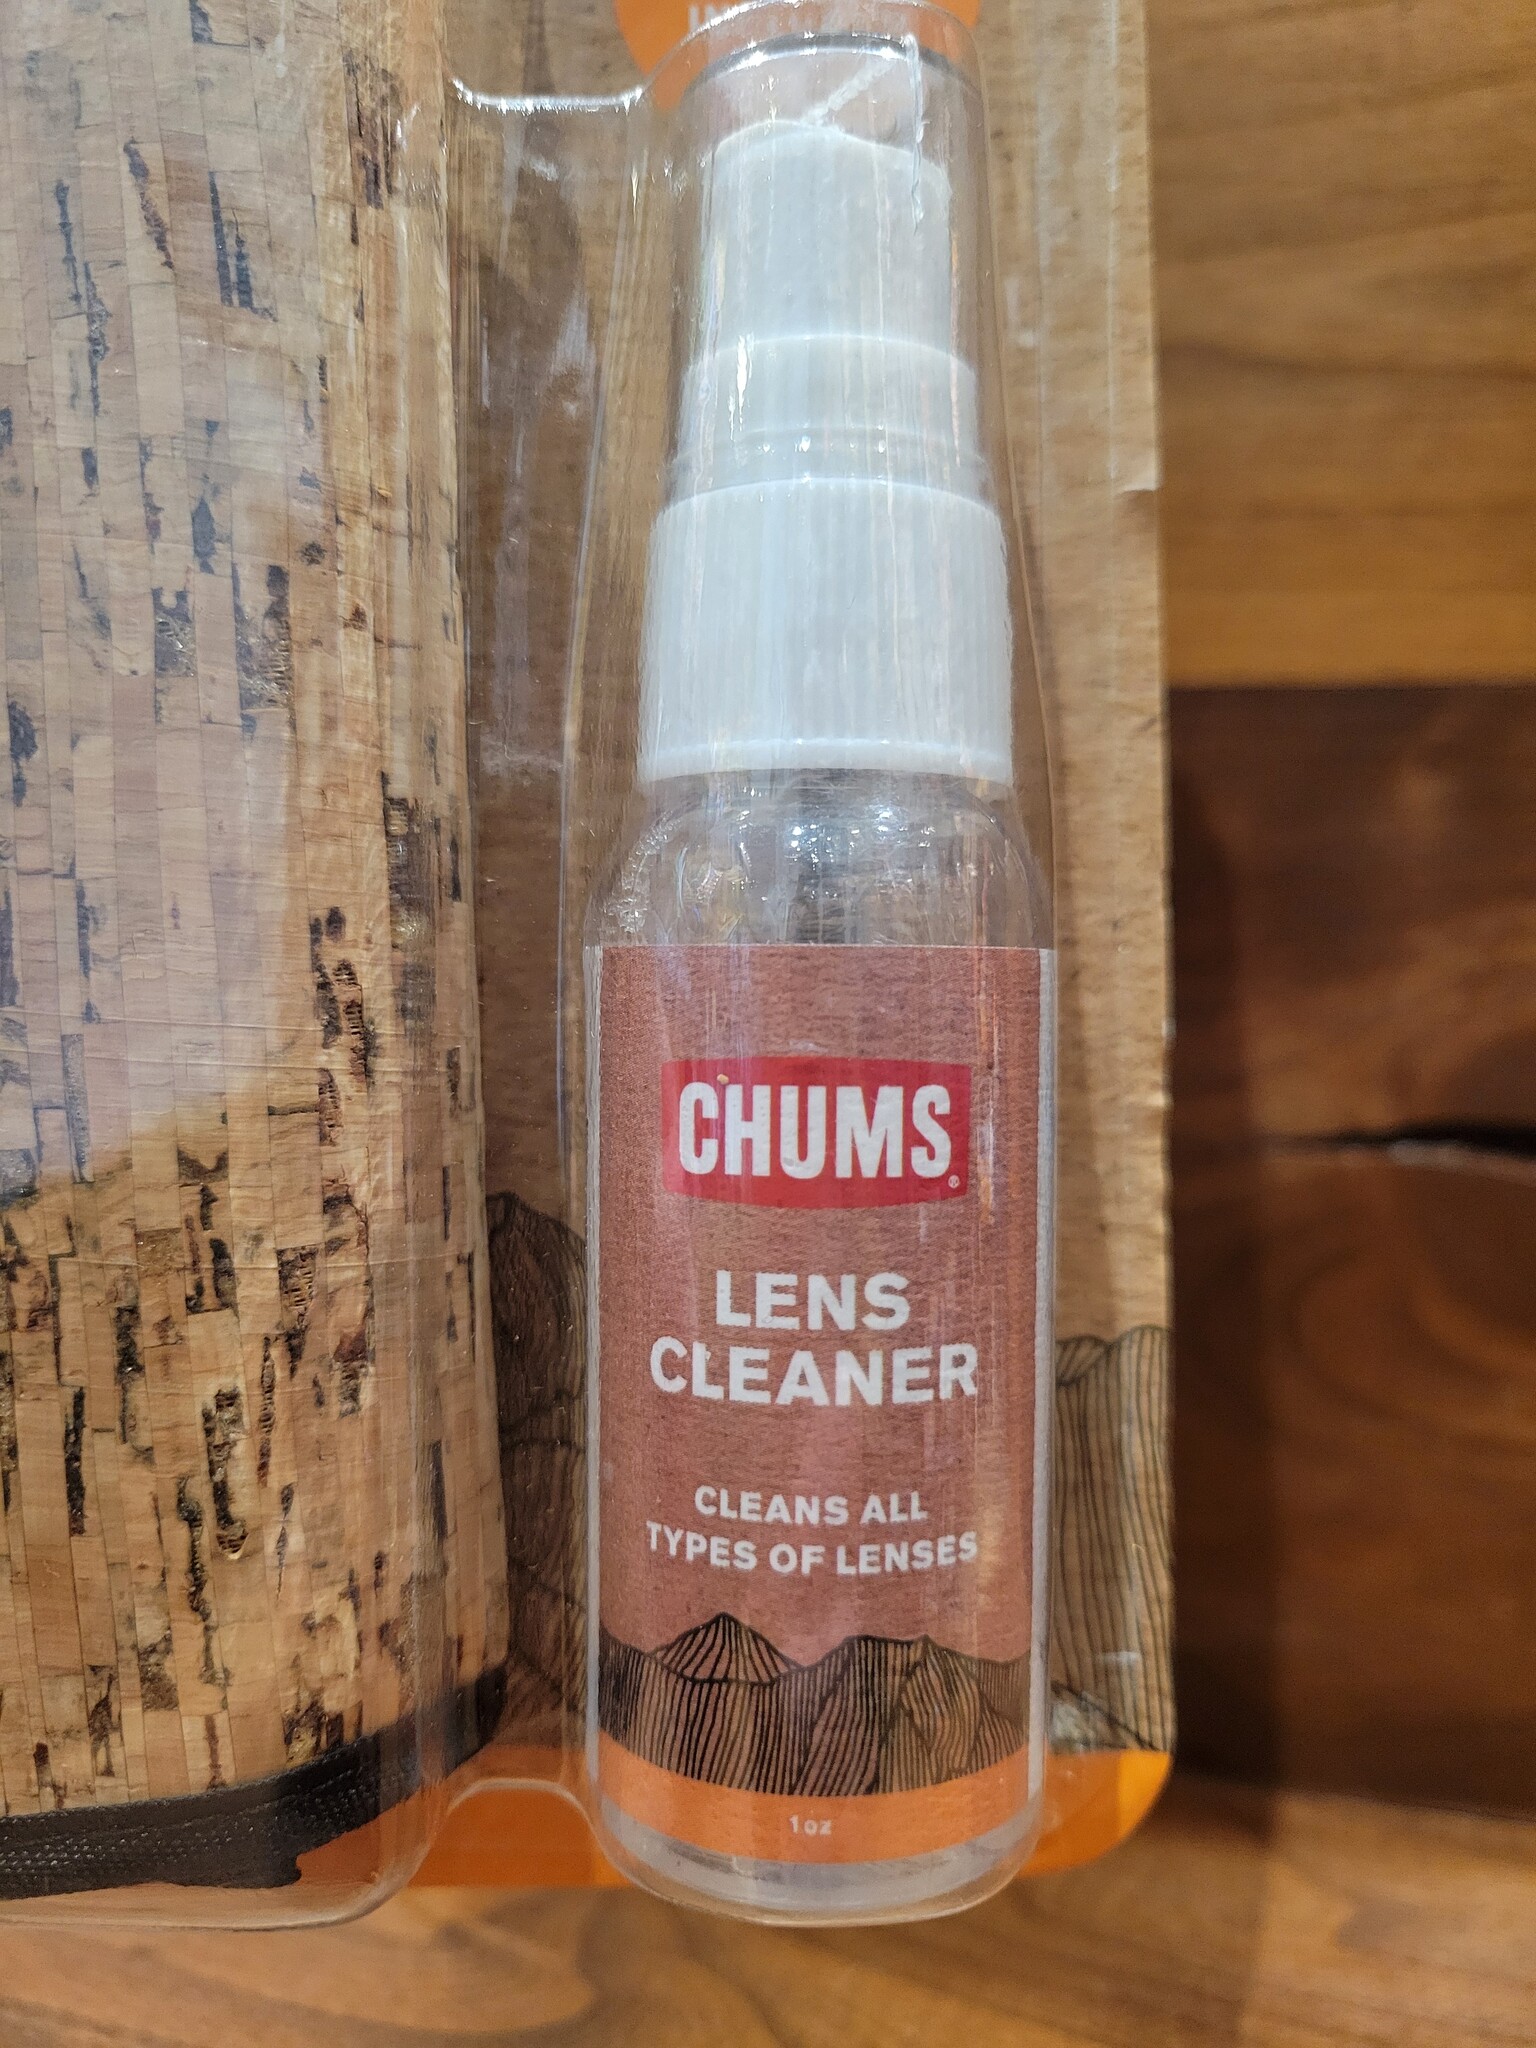 CHUMS®
LENS
CLEANER
CLEANS ALL
TYPES OF LENSES
1oz